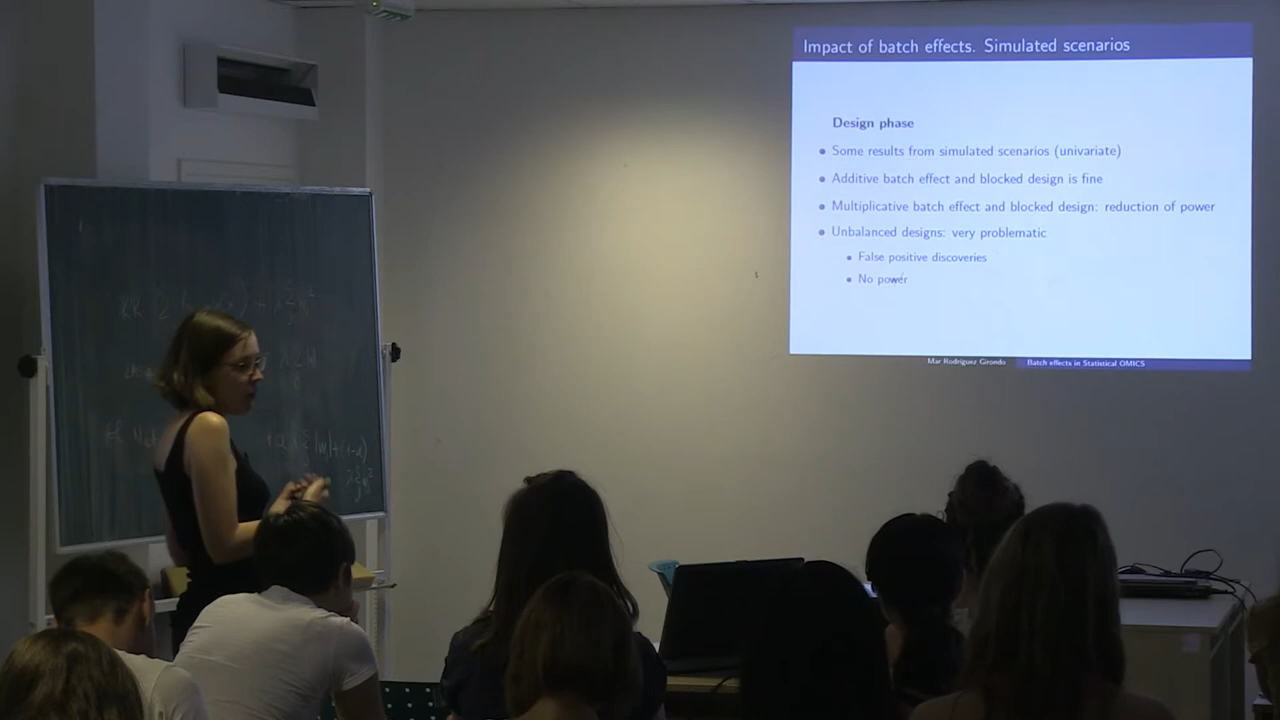 Impact of batch effects. Simulated scenarios
Design phase
Some results from simulated scenarios (univariate)
Additive batch effect and blocked design is fine
Multiplicative batch effect and blocked design: reduction of power
Unbalanced designs: very problematic
False positive discoveries
No power
Mar Rodríguez Girondo
Batch effects in Statistical OMICS